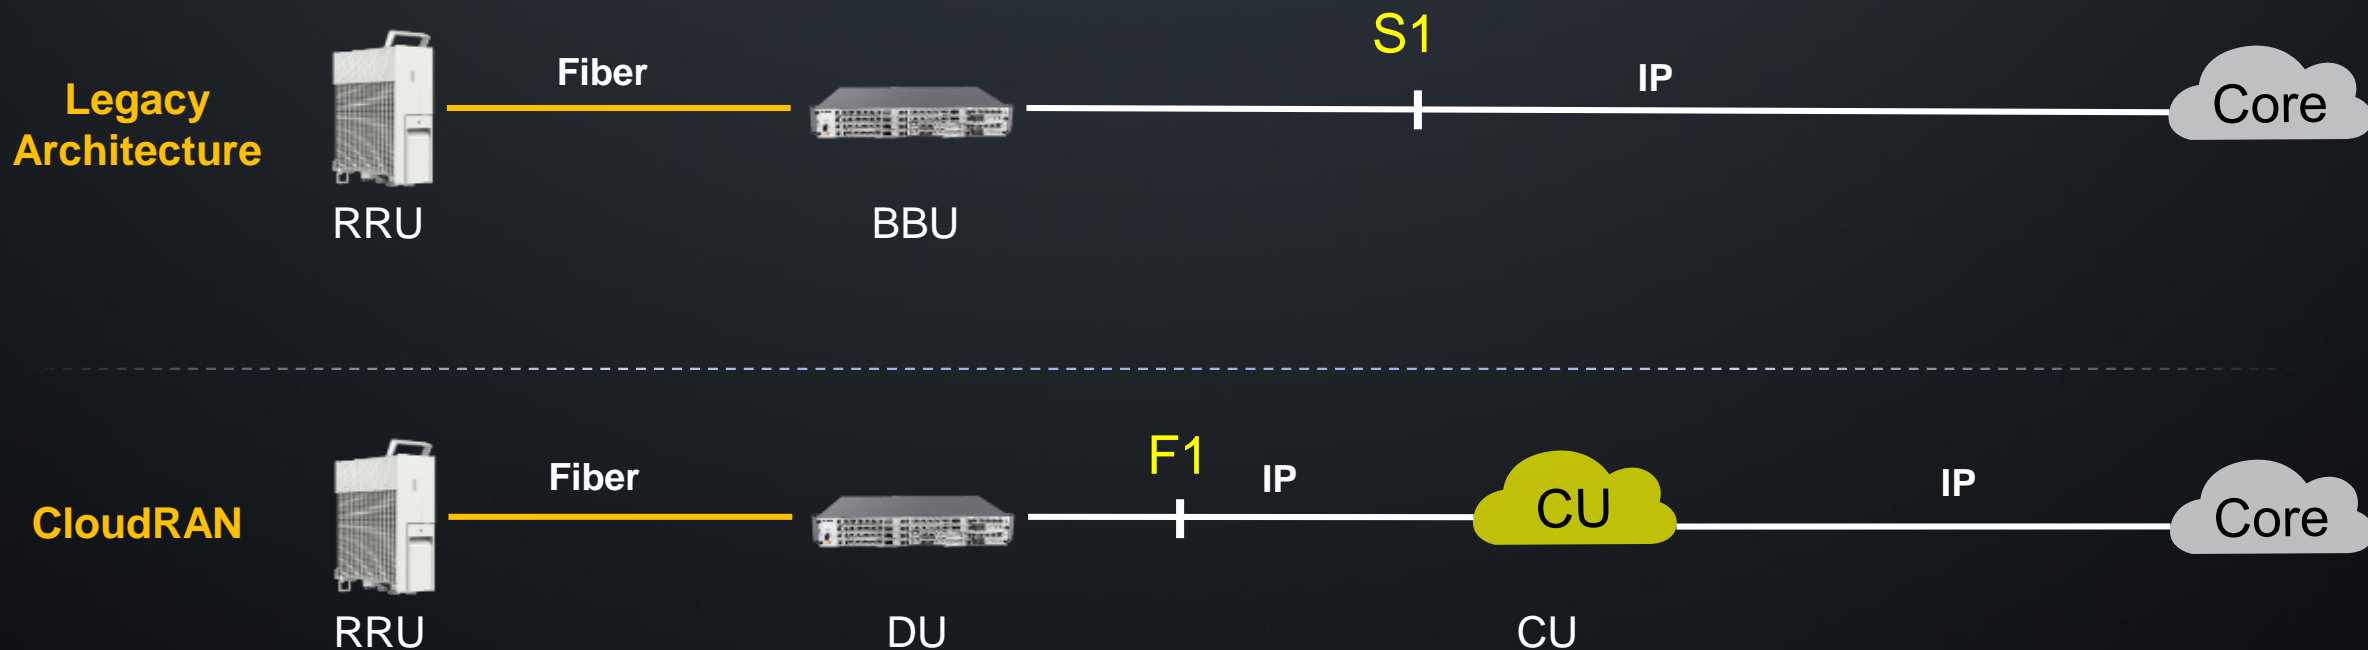 S1
Fiber
IP
Legacy
Architecture
Core
RRU
BBU
F1
Fiber
IP
IP
CloudRAN
CU
Core
RRU
DU
CU